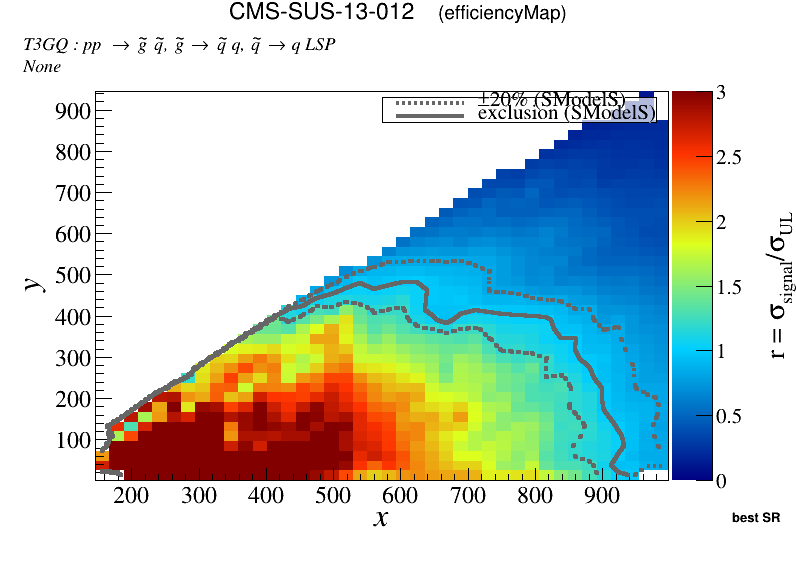 CMS-SUS-13-012 (efficiencyMap)
T3GQ : pp → g̃ q̃, g̃ → q̃ q, q̃ → q LSP
None
±20% (SModelS)
exclusion (SModelS)
900
800
700
600
500
400
300
200
100
y
200 300 400 500 600 700 800 900
x
3
2.5
2
1.5
1
0.5
0
r = σsignal/σUL
best SR